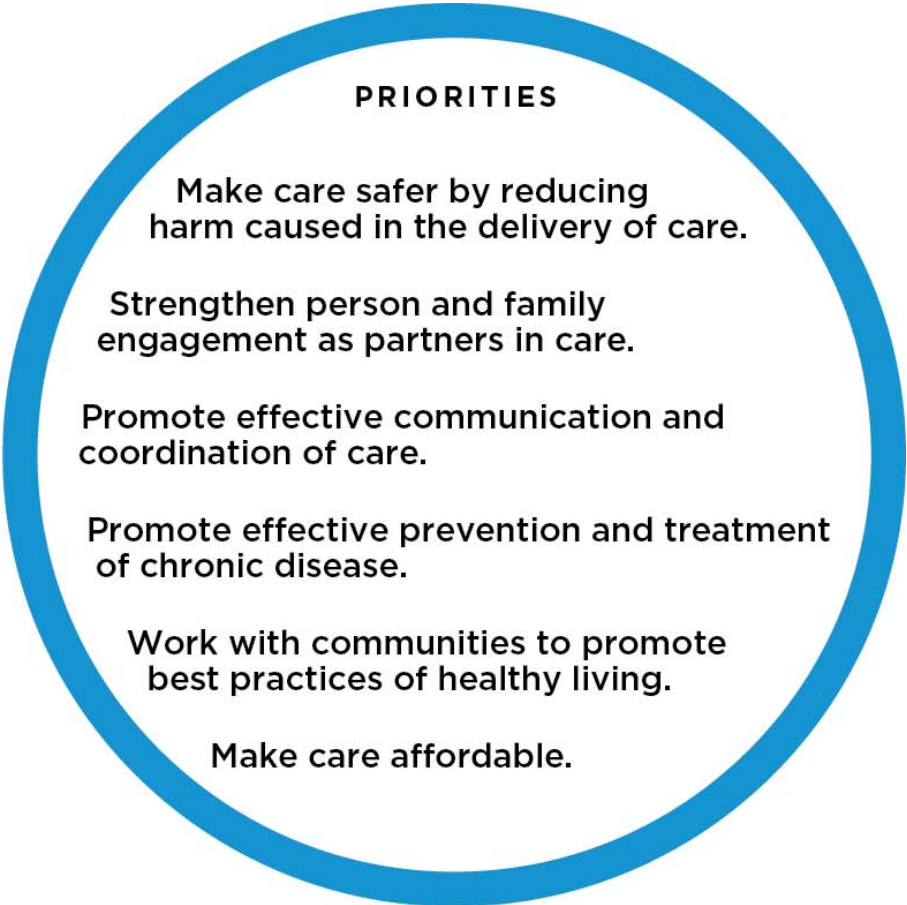 PRIORITIES
Make care safer by reducing
harm caused in the delivery of care.
Strengthen person and family
engagement as partners in care.
Promote effective communication and
coordination of care.
Promote effective prevention and treatment
of chronic disease.
Work with communities to promote
best practices of healthy living.
Make care affordable.